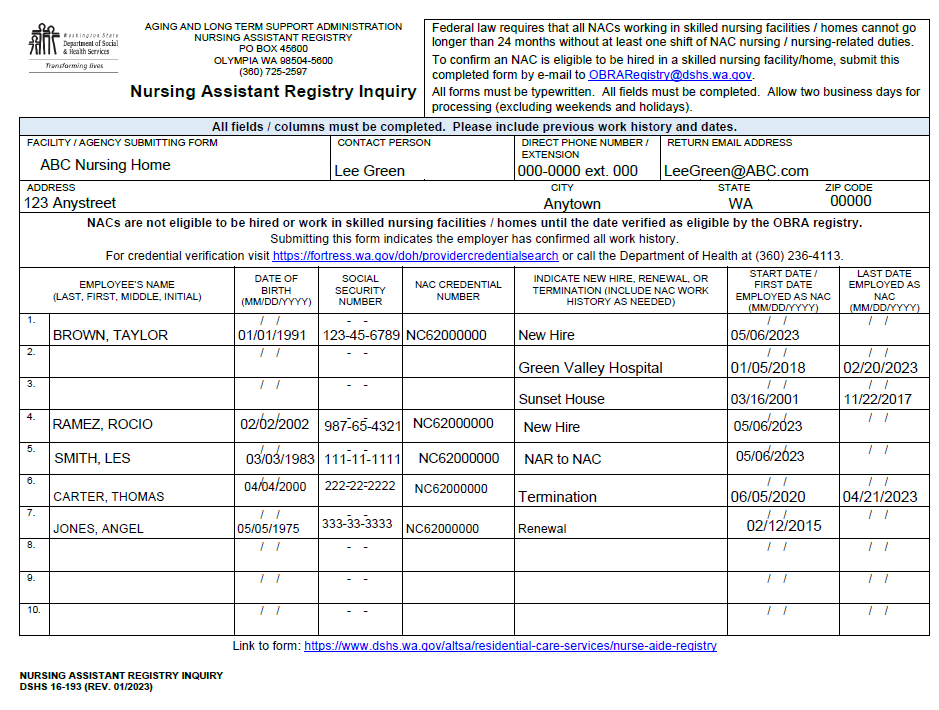 Washington State
Department of Social
& Health Services
Transforming lives
AGING AND LONG TERM SUPPORT ADMINISTRATION
NURSING ASSISTANT REGISTRY
PO BOX 45600
OLYMPIA WA 98504-5600
(360) 725-2597
Nursing Assistant Registry Inquiry
Federal law requires that all NACs working in skilled nursing facilities / homes cannot go
longer than 24 months without at least one shift of NAC nursing / nursing-related duties.
To confirm an NAC is eligible to be hired in a skilled nursing facility/home, submit this
completed form by e-mail to OBRARegistry@dshs.wa.gov.
All forms must be typewritten. All fields must be completed. Allow two business days for
processing (excluding weekends and holidays).
All fields / columns must be completed. Please include previous work history and dates.
FACILITY / AGENCY SUBMITTING FORM
ABC Nursing Home
CONTACT PERSON
Lee Green
DIRECT PHONE NUMBER /
EXTENSION
000-0000 ext. 000
RETURN EMAIL ADDRESS
LeeGreen@ABC.com
ADDRESS
123 Anystreet
CITY
Anytown
STATE
WA
ZIP CODE
00000
NACs are not eligible to be hired or work in skilled nursing facilities / homes until the date verified as eligible by the OBRA registry.
Submitting this form indicates the employer has confirmed all work history.
For credential verification visit https://fortress.wa.gov/doh/providercredentialsearch or call the Department of Health at (360) 236-4113.
EMPLOYEE'S NAME
(LAST, FIRST, MIDDLE, INITIAL)
DATE OF
BIRTH
(MM/DD/YYYY)
SOCIAL
SECURITY
NUMBER
NAC CREDENTIAL
NUMBER
INDICATE NEW HIRE, RENEWAL, OR
TERMINATION (INCLUDE NAC WORK
HISTORY AS NEEDED)
START DATE /
FIRST DATE
EMPLOYED AS NAC
(MM/DD/YYYY)
LAST DATE
EMPLOYED AS
NAC
(MM/DD/YYYY)
1. / / - - / / / /
BROWN, TAYLOR 01/01/1991 123-45-6789 NC62000000 New Hire 05/06/2023
2. / / - - / / / /
Green Valley Hospital 01/05/2018 02/20/2023
3. / / - - / / / /
Sunset House 03/16/2001 11/22/2017
4. / / - - / / / /
RAMEZ, ROCIO 02/02/2002 987-65-4321 NC62000000 New Hire 05/06/2023
5. / / - - / / / /
SMITH, LES 03/03/1983 111-11-1111 NC62000000 NAR to NAC 05/06/2023
6. / / - - / / / /
CARTER, THOMAS 04/04/2000 222-22-2222 NC62000000 Termination 06/05/2020 04/21/2023
7. / / - - / / / /
JONES, ANGEL 05/05/1975 333-33-3333 NC62000000 Renewal 02/12/2015
8. / / - - / / / /
9. / / - - / / / /
10. / / - - / / / /
Link to form: https://www.dshs.wa.gov/altsa/residential-care-services/nurse-aide-registry
NURSING ASSISTANT REGISTRY INQUIRY
DSHS 16-193 (REV. 01/2023)